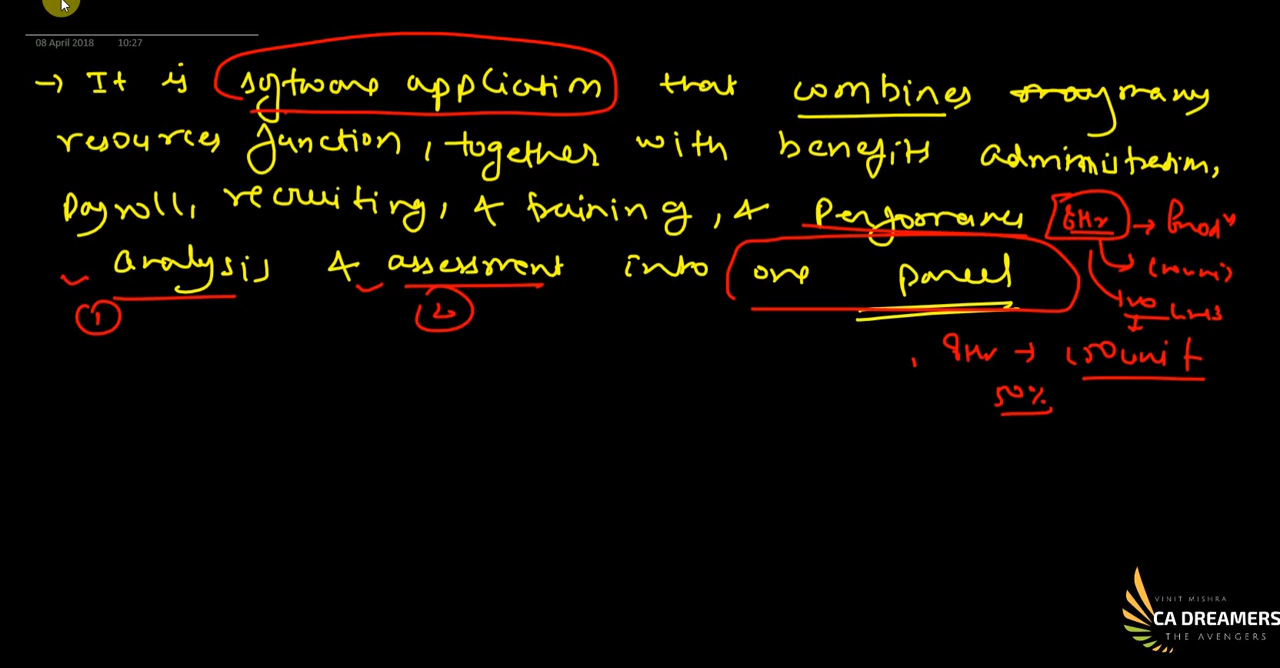 08 April 2018 10:27
→ It is software application that combines many
resources function, together with benefits administration,
payroll, recruiting, & training, & Performance
analysis & assessment into one parcel
① ②
8Hr → Prod
8Hr → 150 unit
50%
VINIT MISHRA
CA DREAMERS
THE AVENGERS